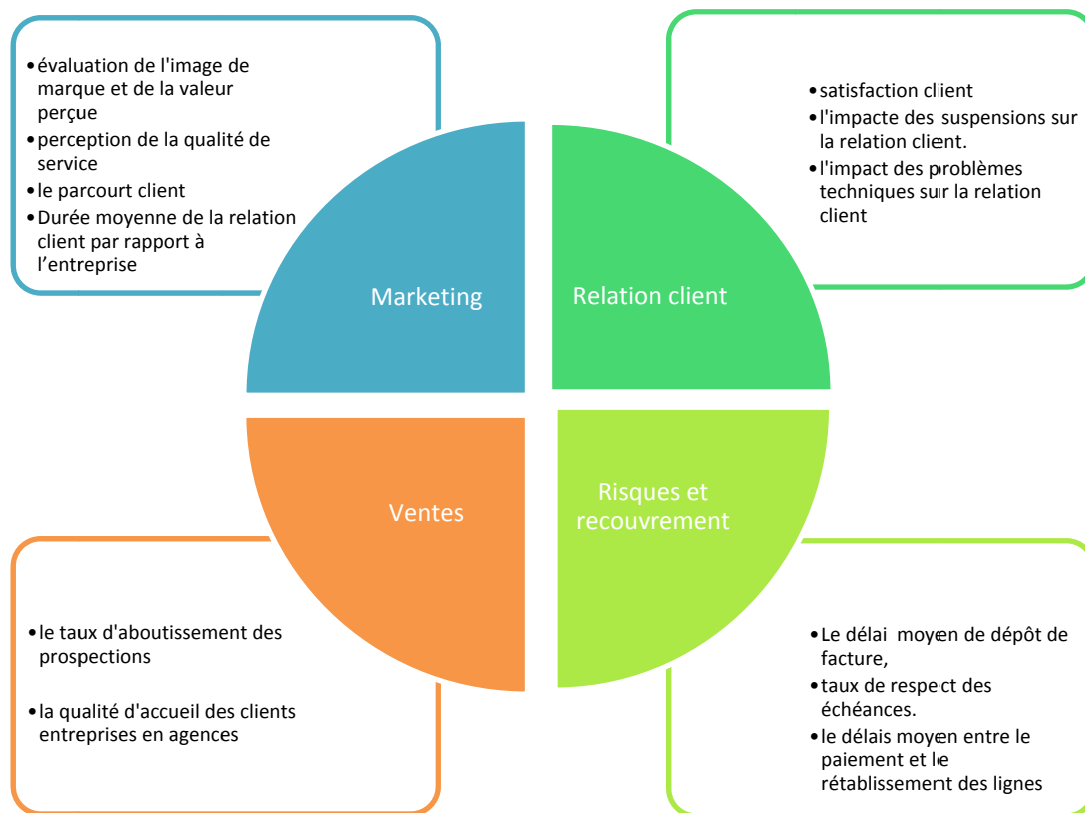 •évaluation de l'image de
marque et de la valeur
perçue
•perception de la qualité de
service
•le parcourt client
•Durée moyenne de la relation
client par rapport à
l’entreprise
•satisfaction client
•l'impacte des suspensions sur
la relation client.
•l'impact des problèmes
techniques sur la relation
client
Marketing
Relation client
Ventes
Risques et
recouvrement
•le taux d'aboutissement des
prospections
•la qualité d'accueil des clients
entreprises en agences
•Le délai moyen de dépôt de
facture,
•taux de respect des
échéances.
•le délais moyen entre le
paiement et le
rétablissement des lignes